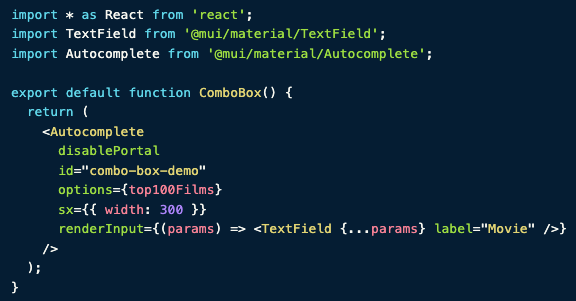 import * as React from 'react';
import TextField from '@mui/material/TextField';
import Autocomplete from '@mui/material/Autocomplete';

export default function ComboBox() {
  return (
    <Autocomplete
      disablePortal
      id="combo-box-demo"
      options={top100Films}
      sx={{ width: 300 }}
      renderInput={(params) => <TextField {...params} label="Movie" />}
    />
  );
}